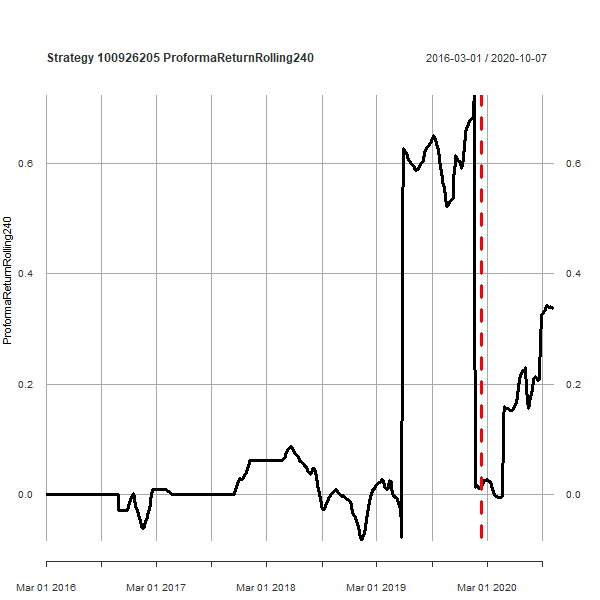 Strategy 100926205 ProformaReturnRolling240
2016-03-01 / 2020-10-07
ProformaReturnRolling240
0.6
0.4
0.2
0.0
0.6
0.4
0.2
0.0
Mar 01 2016
Mar 01 2017
Mar 01 2018
Mar 01 2019
Mar 01 2020